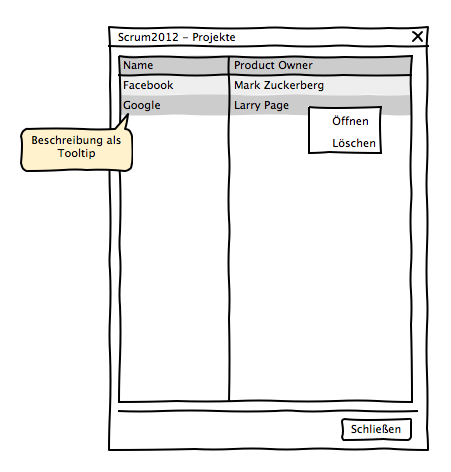 Scrum2012 – Projekte
Name Product Owner
Facebook Mark Zuckerberg
Google Larry Page
Öffnen
Löschen
Beschreibung als
Tooltip
Schließen